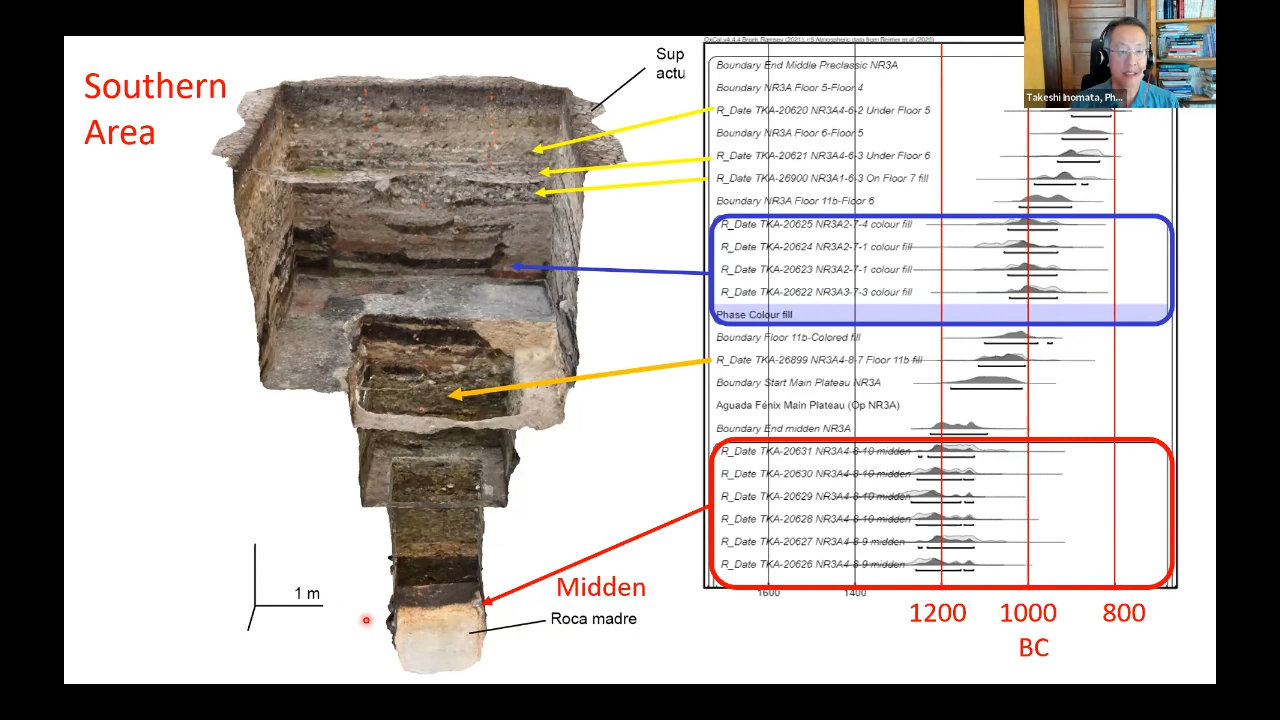 Southern
Area
Sup
actu
1 m
Midden
Roca madre
OxCal v4.4.4 Bronk Ramsey (2021); r:5 Atmospheric data from Reimer et al (2020)
Boundary End Middle Preclassic NR3A
Boundary NR3A Floor 5-Floor 4
R_Date TKA-20620 NR3A4-6-2 Under Floor 5
Boundary NR3A Floor 6-Floor 5
R_Date TKA-20621 NR3A4-6-3 Under Floor 6
R_Date TKA-26900 NR3A1-6-3 On Floor 7 fill
Boundary NR3A Floor 11b-Floor 6
R_Date TKA-20625 NR3A2-7-4 colour fill
R_Date TKA-20624 NR3A2-7-1 colour fill
R_Date TKA-20623 NR3A2-7-1 colour fill
R_Date TKA-20622 NR3A3-7-3 colour fill
Phase Colour fill
Boundary Floor 11b-Colored fill
R_Date TKA-26899 NR3A4-8-7 Floor 11b fill
Boundary Start Main Plateau NR3A
Aguada Fénix Main Plateau (Op NR3A)
Boundary End midden NR3A
R_Date TKA-20631 NR3A4-8-10 midden
R_Date TKA-20630 NR3A4-8-10 midden
R_Date TKA-20629 NR3A4-8-10 midden
R_Date TKA-20628 NR3A4-8-10 midden
R_Date TKA-20627 NR3A4-8-9 midden
R_Date TKA-20626 NR3A4-8-9 midden
1600 1400
1200 1000 800
BC
Takeshi Inomata, Ph...